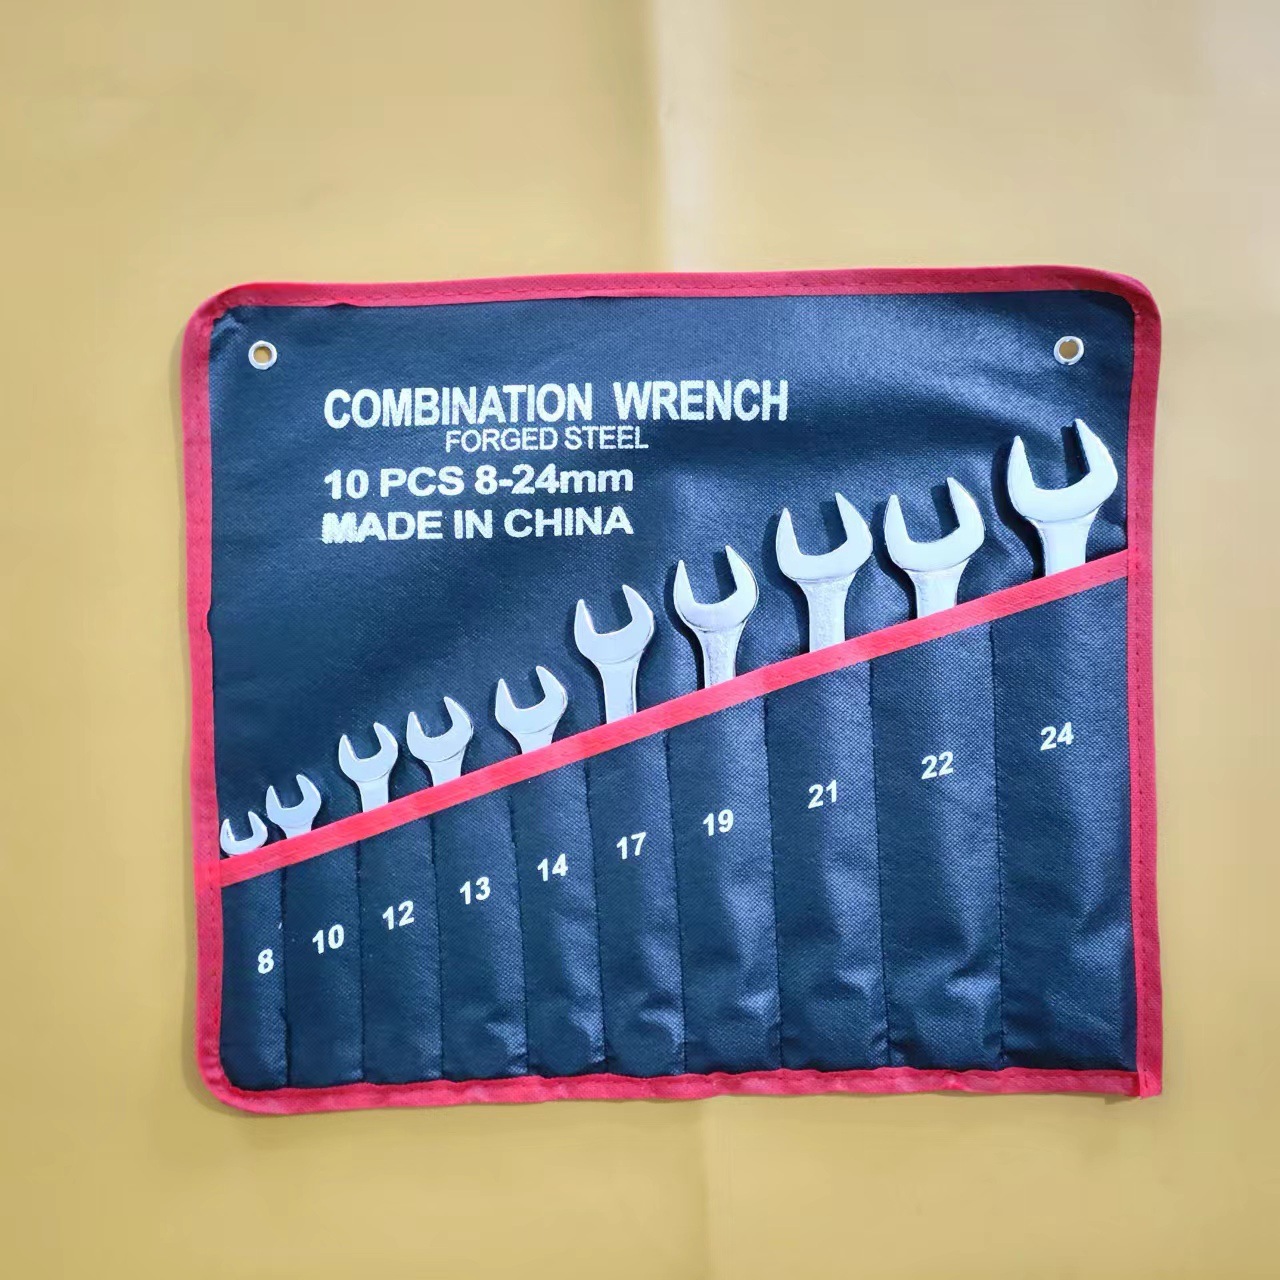 COMBINATION WRENCH
FORGED STEEL
10 PCS 8-24mm
MADE IN CHINA
8
10
12
13
14
17
19
21
22
24